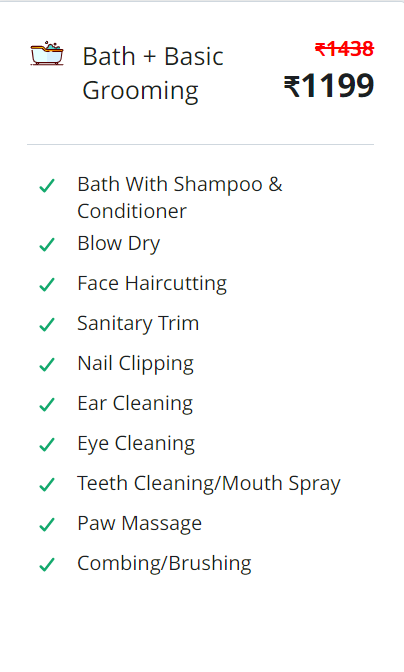 Bath + Basic
Grooming
₹1438
₹1199
Bath With Shampoo &
Conditioner
Blow Dry
Face Haircutting
Sanitary Trim
Nail Clipping
Ear Cleaning
Eye Cleaning
Teeth Cleaning/Mouth Spray
Paw Massage
Combing/Brushing